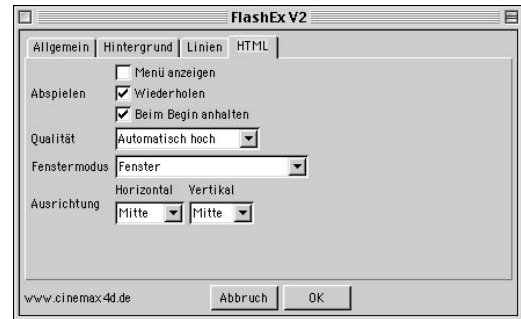 FlashEx V2
Allgemein Hintergrund Linien HTML
Menü anzeigen
Abspielen Wiederholen
Beim Begin anhalten
Qualität Automatisch hoch
Fenstermodus Fenster
Horizontal Vertikal
Ausrichtung Mitte Mitte
www.cinemax4d.de Abbruch OK